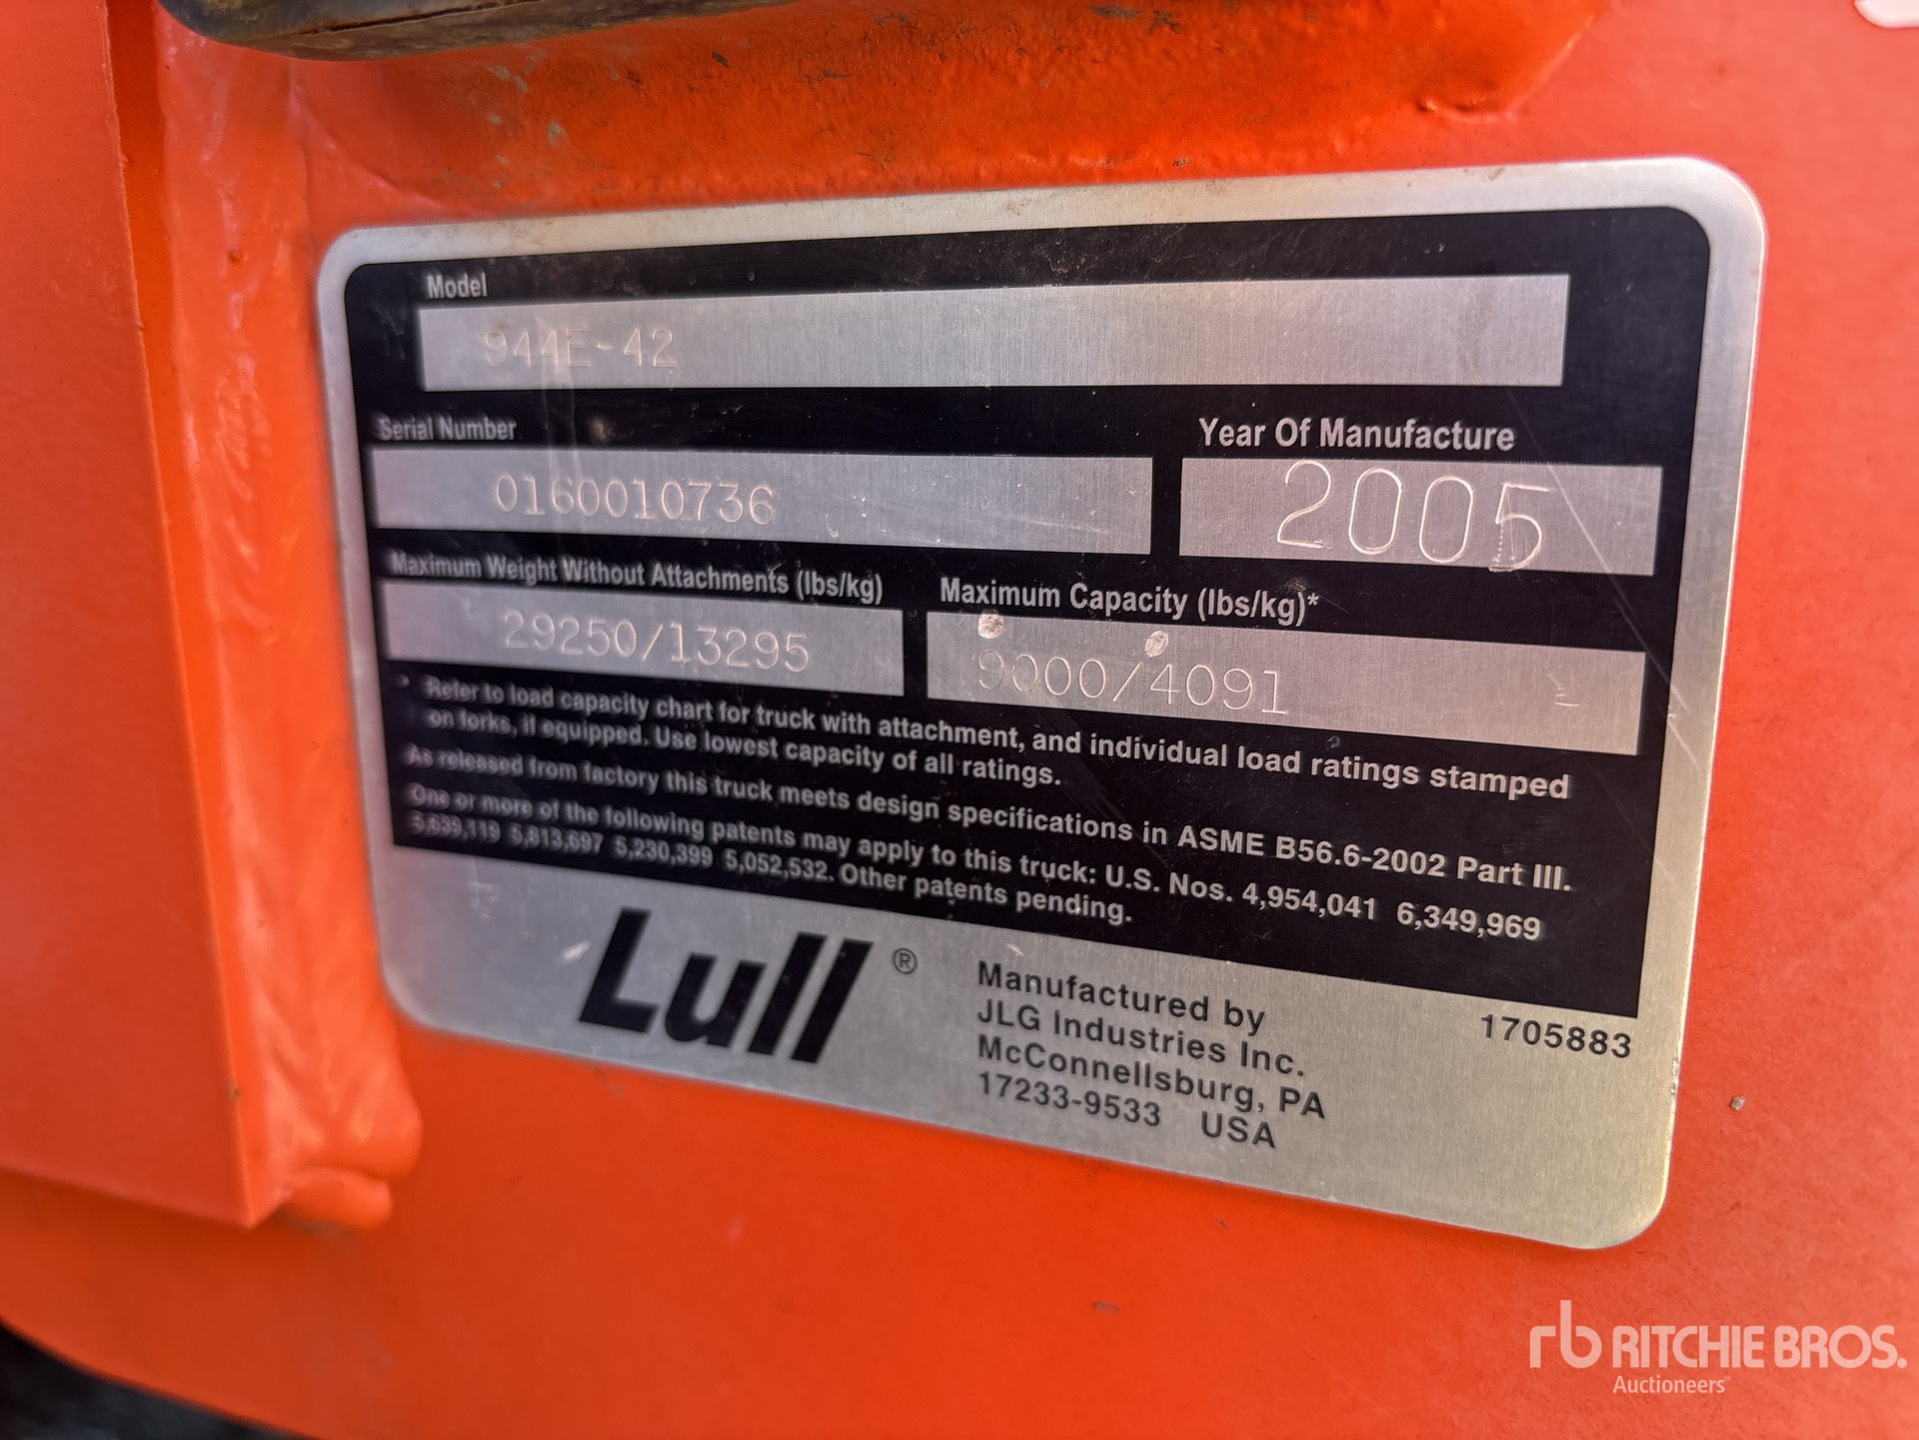 Model
944E-42
Serial Number
0160010736
Year Of Manufacture
2005
Maximum Weight Without Attachments (lbs/kg)
29250/13295
Maximum Capacity (lbs/kg)*
9000/4091
* Refer to load capacity chart for truck with attachment, and individual load ratings stamped
on forks, if equipped. Use lowest capacity of all ratings.
As released from factory this truck meets design specifications in ASME B56.6-2002 Part III.
One or more of the following patents may apply to this truck: U.S. Nos. 4,954,041 6,349,969
5,639,119 5,813,697 5,230,399 5,052,532. Other patents pending.
Lull ®
Manufactured by
JLG Industries Inc.
McConnellsburg, PA
17233-9533 USA
1705883
rb RITCHIE BROS.
Auctioneers